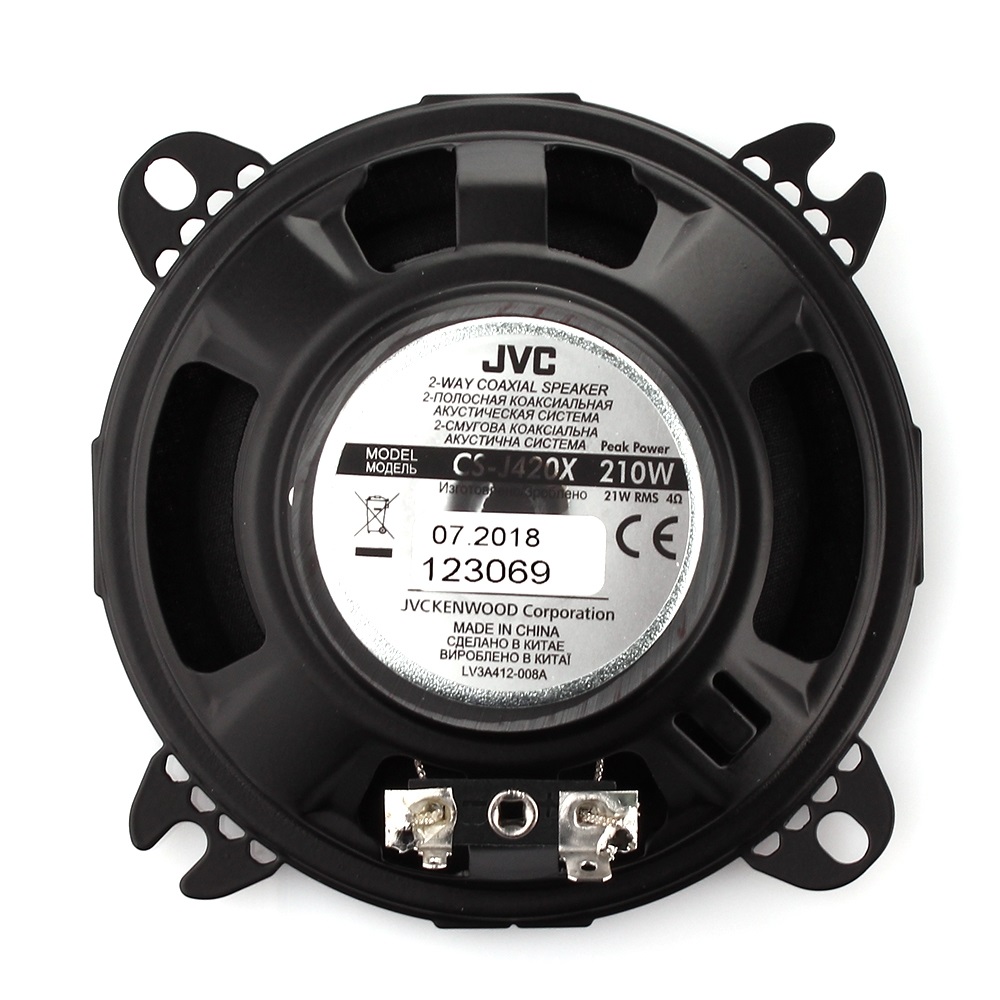 JVC
2-WAY COAXIAL SPEAKER
2-ПОЛОСНАЯ КОАКСИАЛЬНАЯ
АКУСТИЧЕСКАЯ СИСТЕМА
2-СМУГОВА КОАКСІАЛЬНА
АКУСТИЧНА СИСТЕМА Peak Power
MODEL
МОДЕЛЬ CS-J420X 210W
Изготовлено/Зроблено 21W RMS 4Ω
CE
07.2018
123069
JVCKENWOOD Corporation
MADE IN CHINA
СДЕЛАНО В КИТАЕ
ВИРОБЛЕНО В КИТАЇ
LV3A412-008A